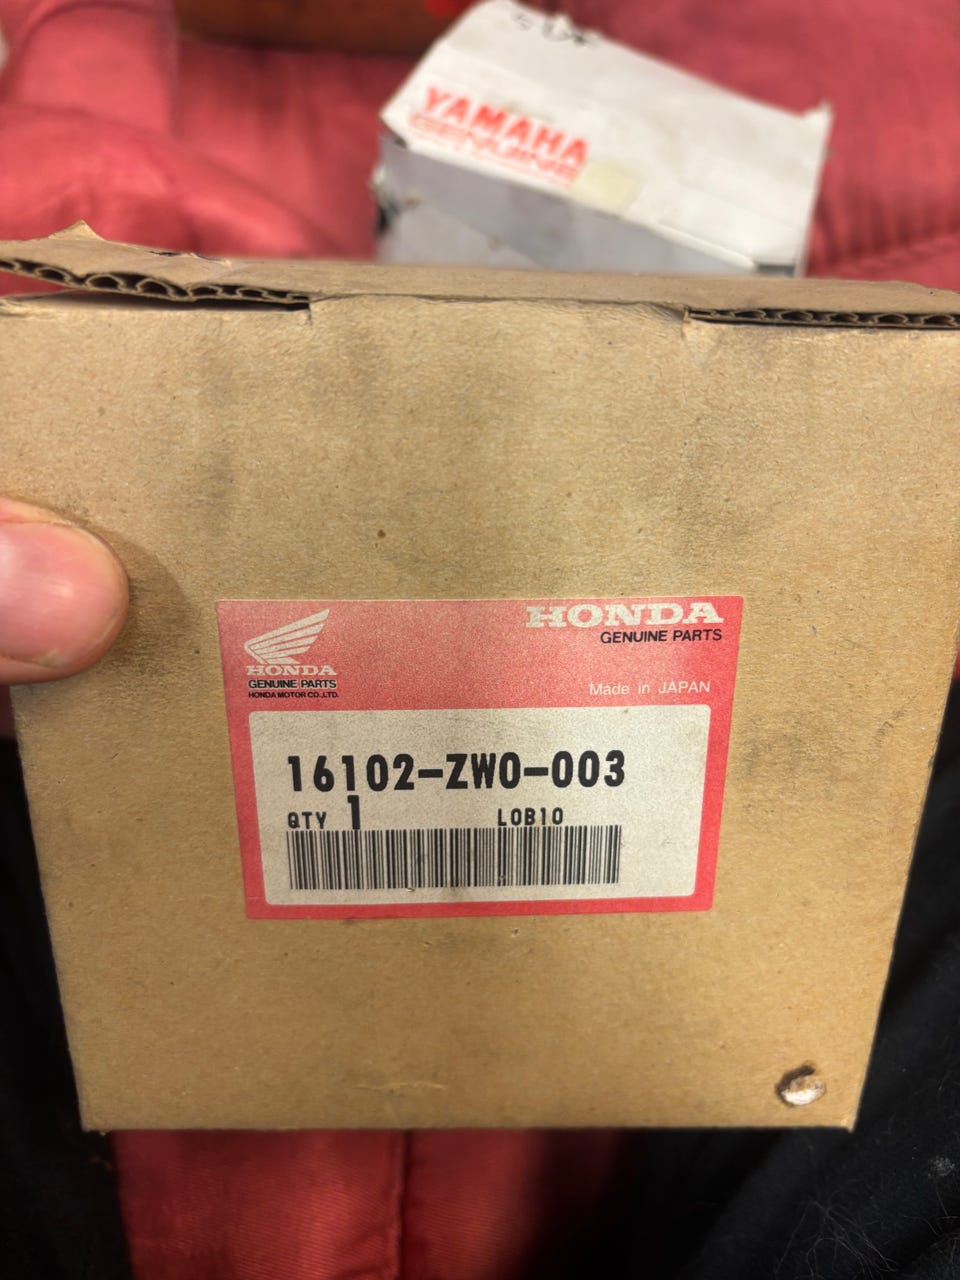 YAMAHA
GENUINE
HONDA
GENUINE PARTS
HONDA
GENUINE PARTS
HONDA MOTOR CO.,LTD.
Made in JAPAN
16102-ZW0-003
QTY 1 L0B10